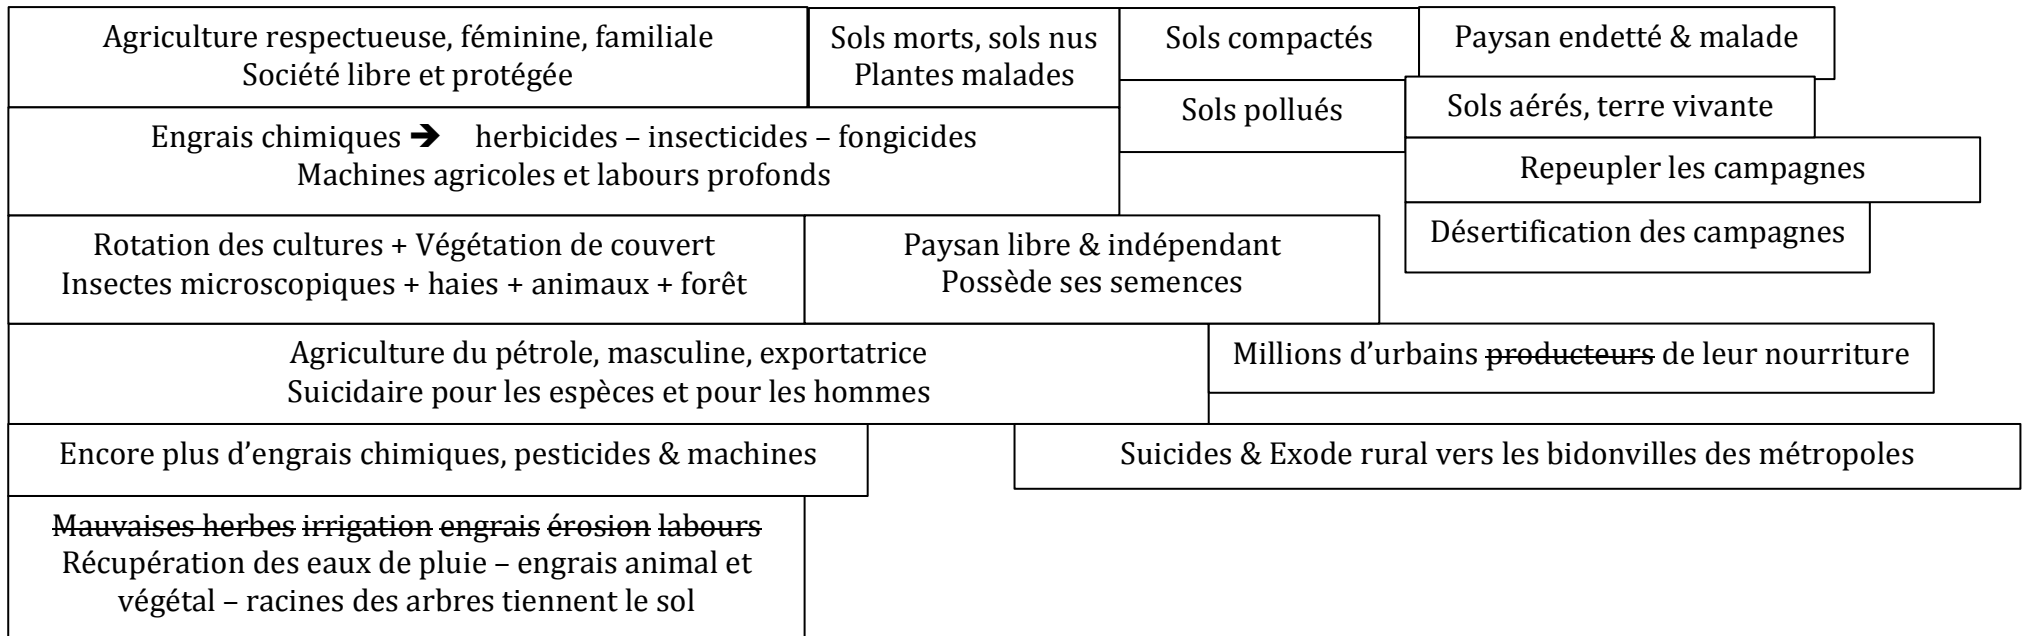 Agriculture respectueuse, féminine, familiale
Société libre et protégée
Sols morts, sols nus
Plantes malades
Sols compactés
Paysan endetté & malade
Sols pollués
Sols aérés, terre vivante
Engrais chimiques ➔ herbicides – insecticides – fongicides
Machines agricoles et labours profonds
Repeupler les campagnes
Désertification des campagnes
Rotation des cultures + Végétation de couvert
Insectes microscopiques + haies + animaux + forêt
Paysan libre & indépendant
Possède ses semences
Agriculture du pétrole, masculine, exportatrice
Suicidaire pour les espèces et pour les hommes
Millions d’urbains producteurs de leur nourriture
Encore plus d’engrais chimiques, pesticides & machines
Suicides & Exode rural vers les bidonvilles des métropoles
Mauvaises herbes irrigation engrais érosion labours
Récupération des eaux de pluie – engrais animal et
végétal – racines des arbres tiennent le sol